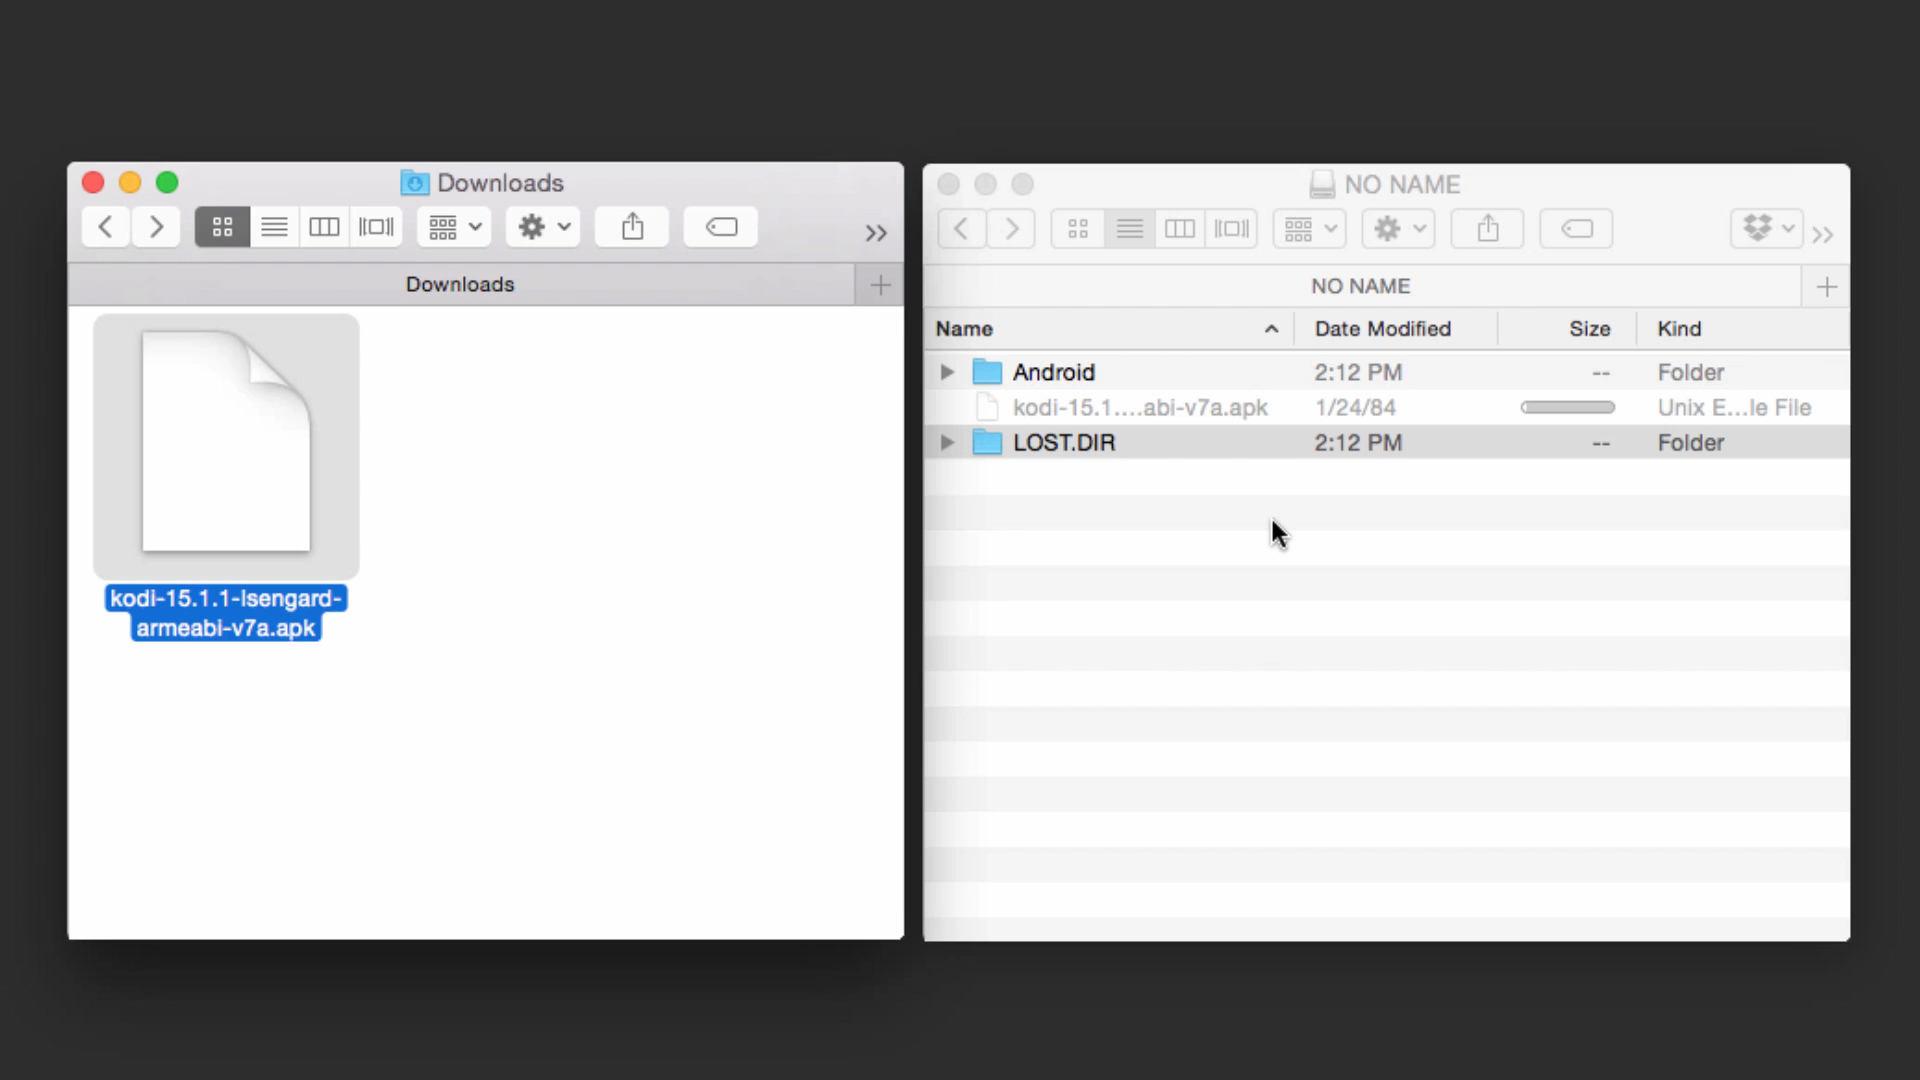 Downloads
Downloads
kodi-15.1.1-Isengard-
armeabi-v7a.apk
NO NAME
NO NAME
Name Date Modified Size Kind
Android 2:12 PM -- Folder
kodi-15.1....abi-v7a.apk 1/24/84 Unix E...le File
LOST.DIR 2:12 PM -- Folder